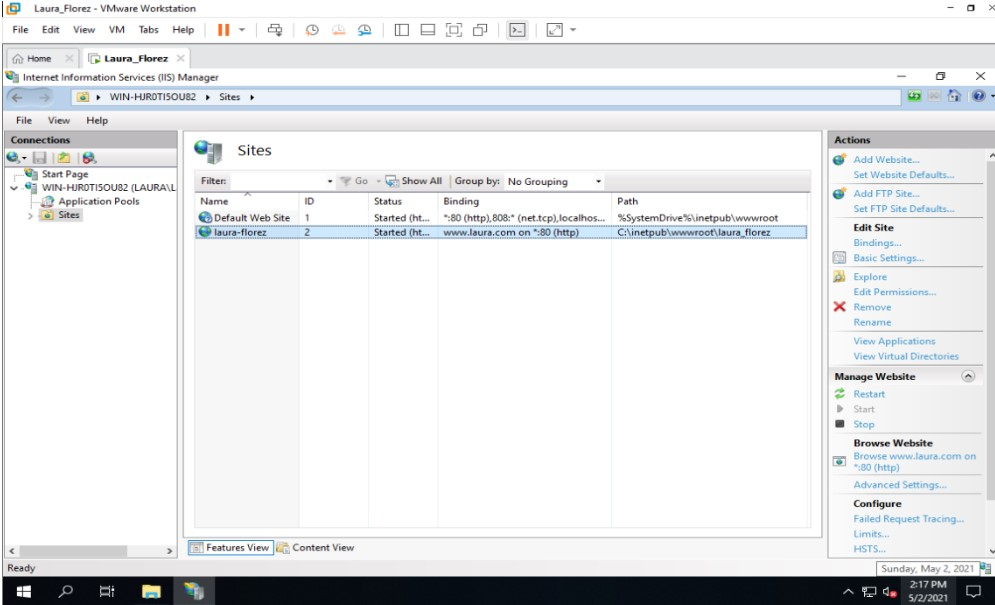 Laura_Florez - VMware Workstation
File Edit View VM Tabs Help
Home Laura_Florez
Internet Information Services (IIS) Manager
WIN-HJR0TI5OU82 Sites
File View Help
Connections
Start Page
WIN-HJR0TI5OU82 (LAURA\L
Application Pools
Sites
Sites
Filter: Go Show All Group by: No Grouping
Name ID Status Binding Path
Default Web Site 1 Started (ht... *:80 (http),808:* (net.tcp),localhos... %SystemDrive%\inetpub\wwwroot
laura-florez 2 Started (ht... www.laura.com on *:80 (http) C:\inetpub\wwwroot\laura_florez
Features View Content View
Actions
Add Website...
Set Website Defaults...
Add FTP Site...
Set FTP Site Defaults...
Edit Site
Bindings...
Basic Settings...
Explore
Edit Permissions...
Remove
Rename
View Applications
View Virtual Directories
Manage Website
Restart
Start
Stop
Browse Website
Browse www.laura.com on
*:80 (http)
Advanced Settings...
Configure
Failed Request Tracing...
Limits...
HSTS...
Ready
Sunday, May 2, 2021
2:17 PM
5/2/2021